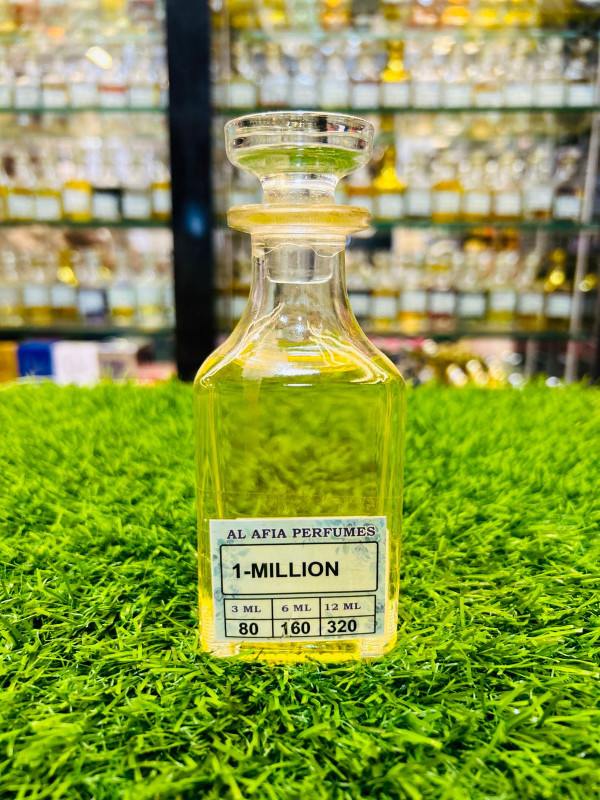 AL AFIA PERFUMES
1-MILLION
3 ML 6 ML 12 ML
80 160 320